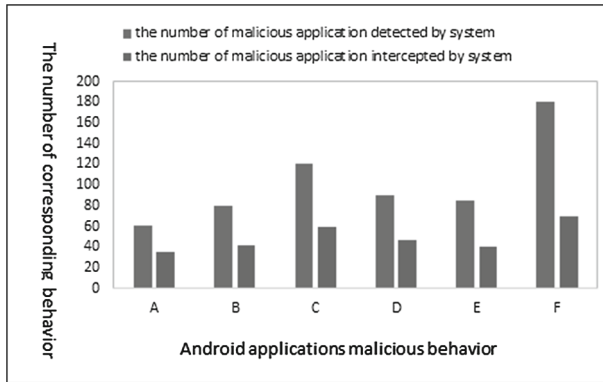 the number of malicious application detected by system
the number of malicious application intercepted by system
The number of corresponding behavior
200
180
160
140
120
100
80
60
40
20
0
A B C D E F
Android applications malicious behavior